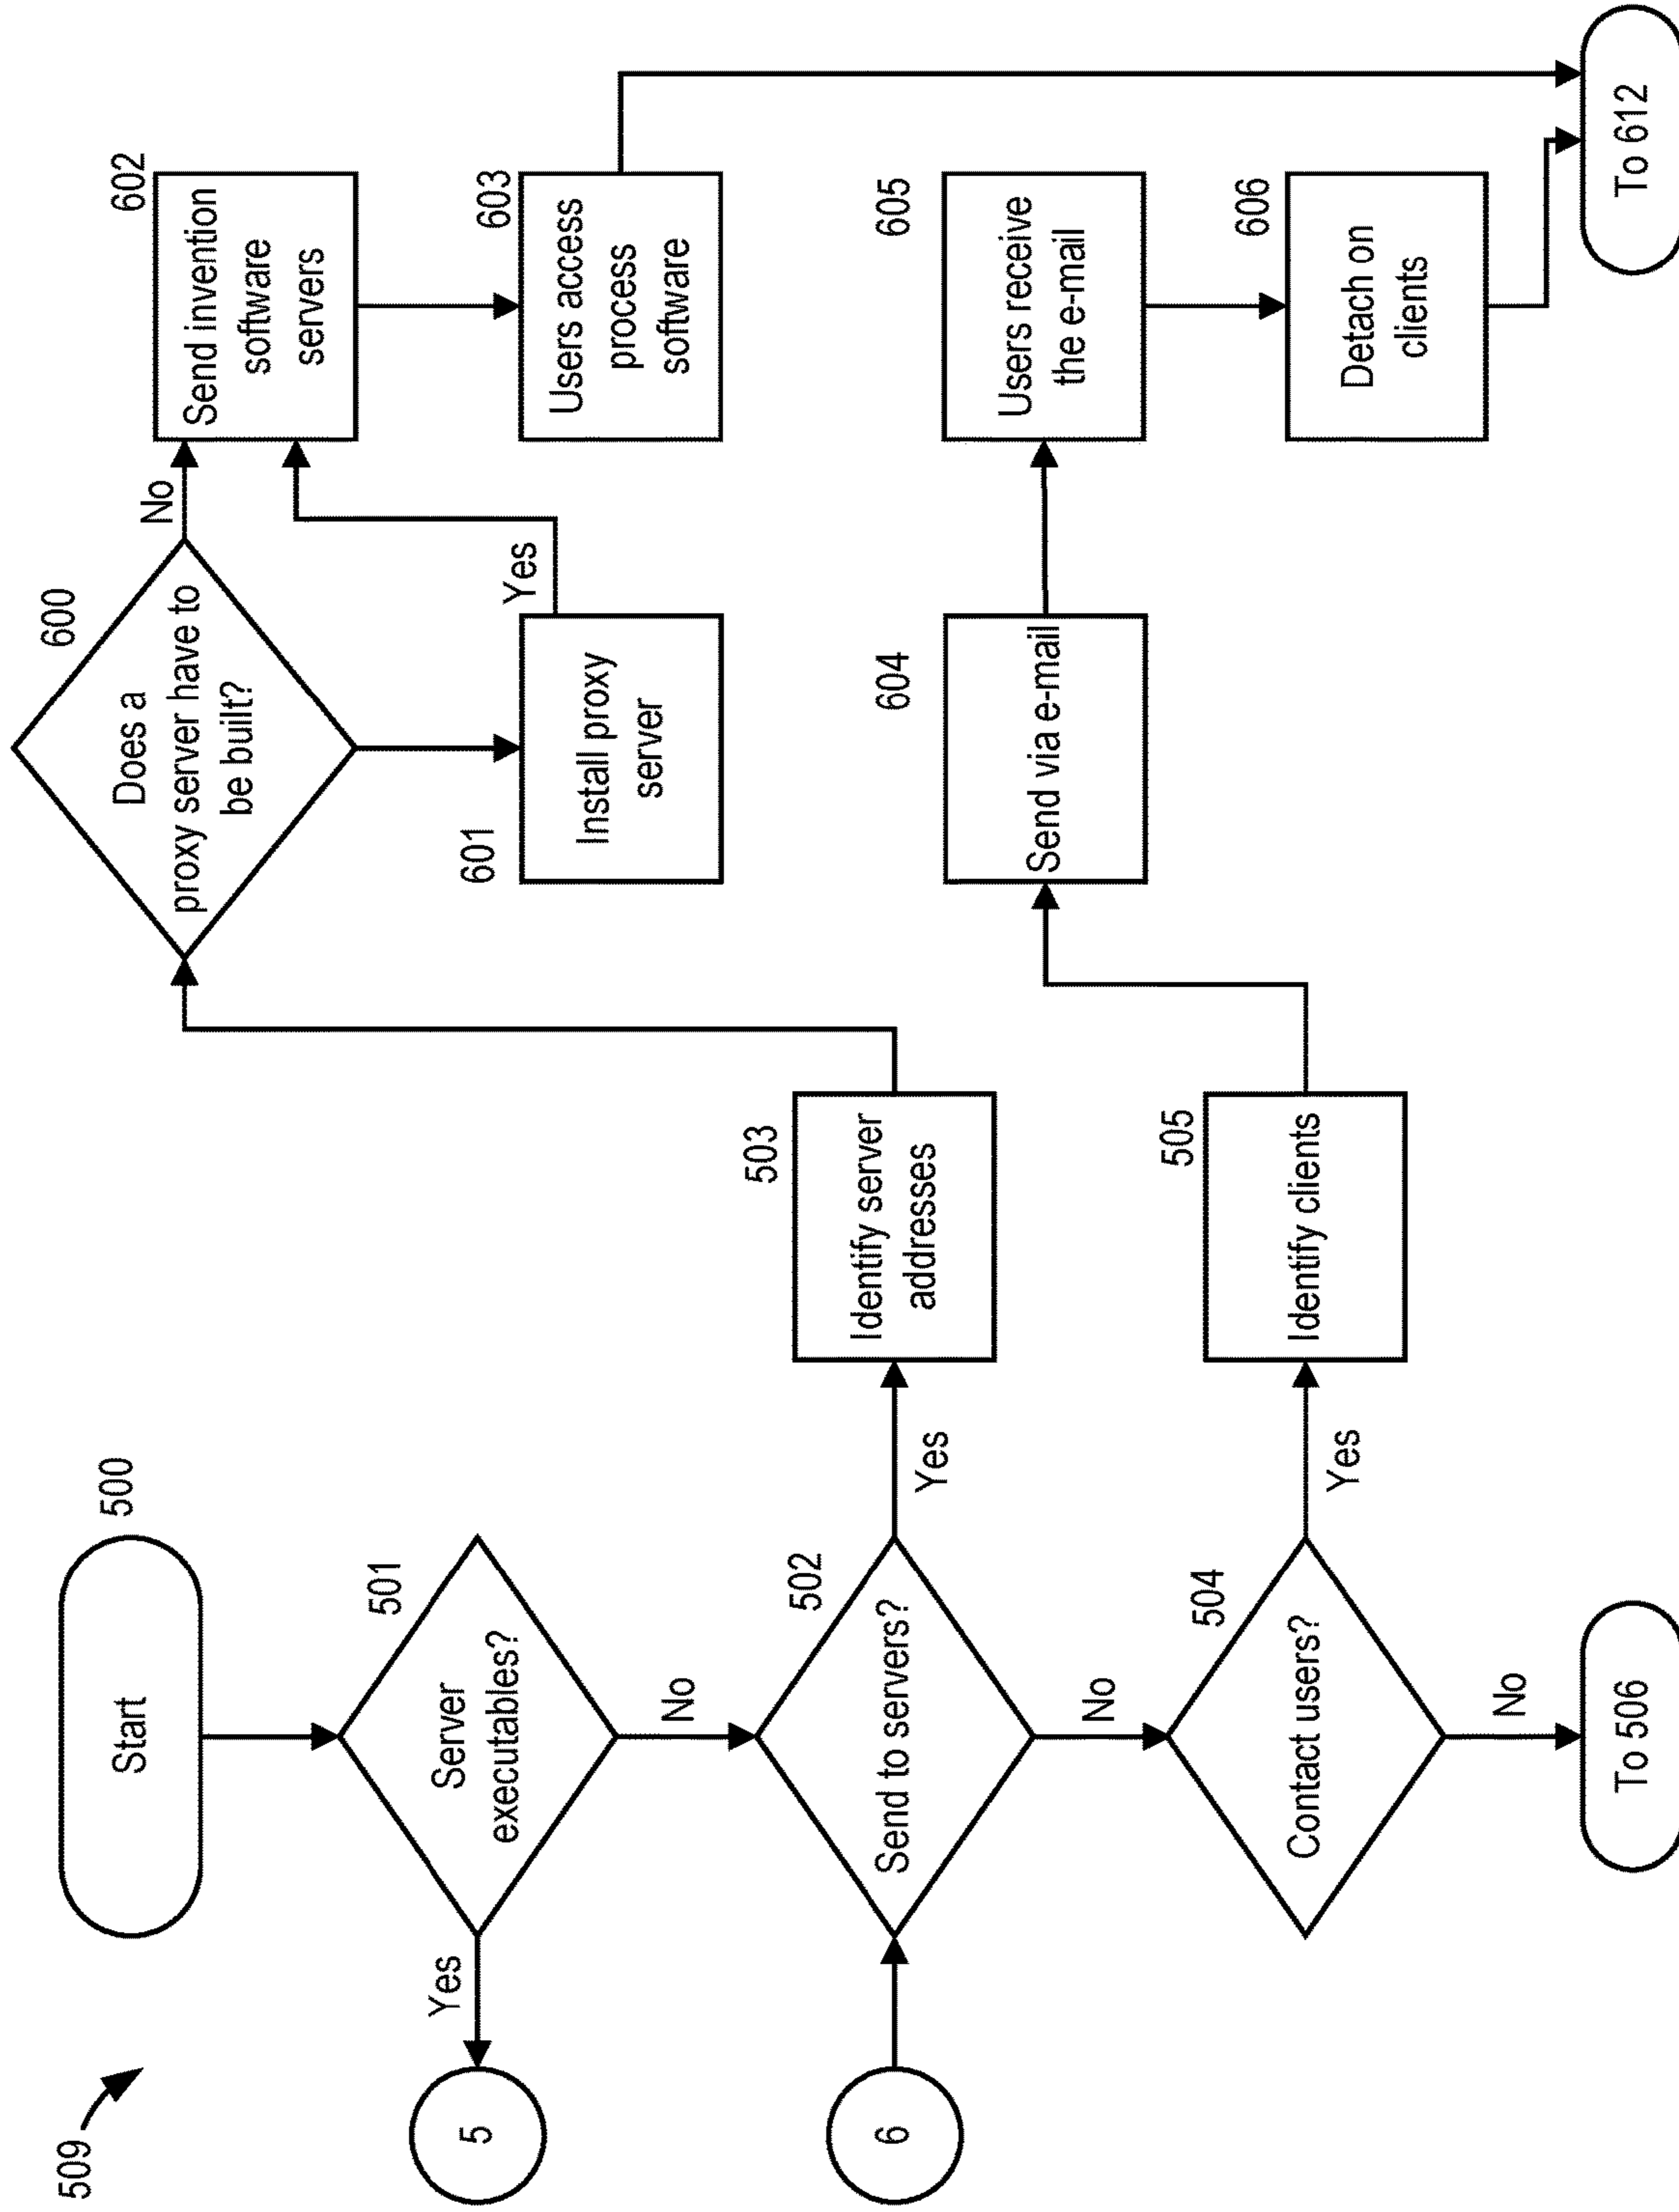 509
Start
500
501
Server
executables?
Yes
5
No
6
502
Send to servers?
Yes
503
Identify server
addresses
No
504
Contact users?
Yes
505
Identify clients
No
To 506
600
Does a
proxy server have to
be built?
No
601
Install proxy
server
Yes
602
Send invention
software
servers
603
Users access
process
software
604
Send via e-mail
605
Users receive
the e-mail
606
Detach on
clients
To 612